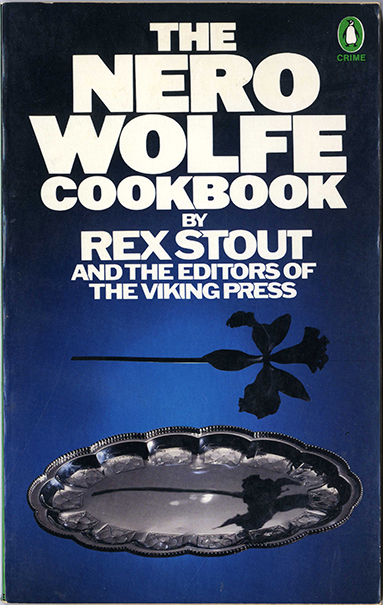 THE
NERO
WOLFE
COOKBOOK
BY
REX STOUT
AND THE EDITORS OF
THE VIKING PRESS
CRIME